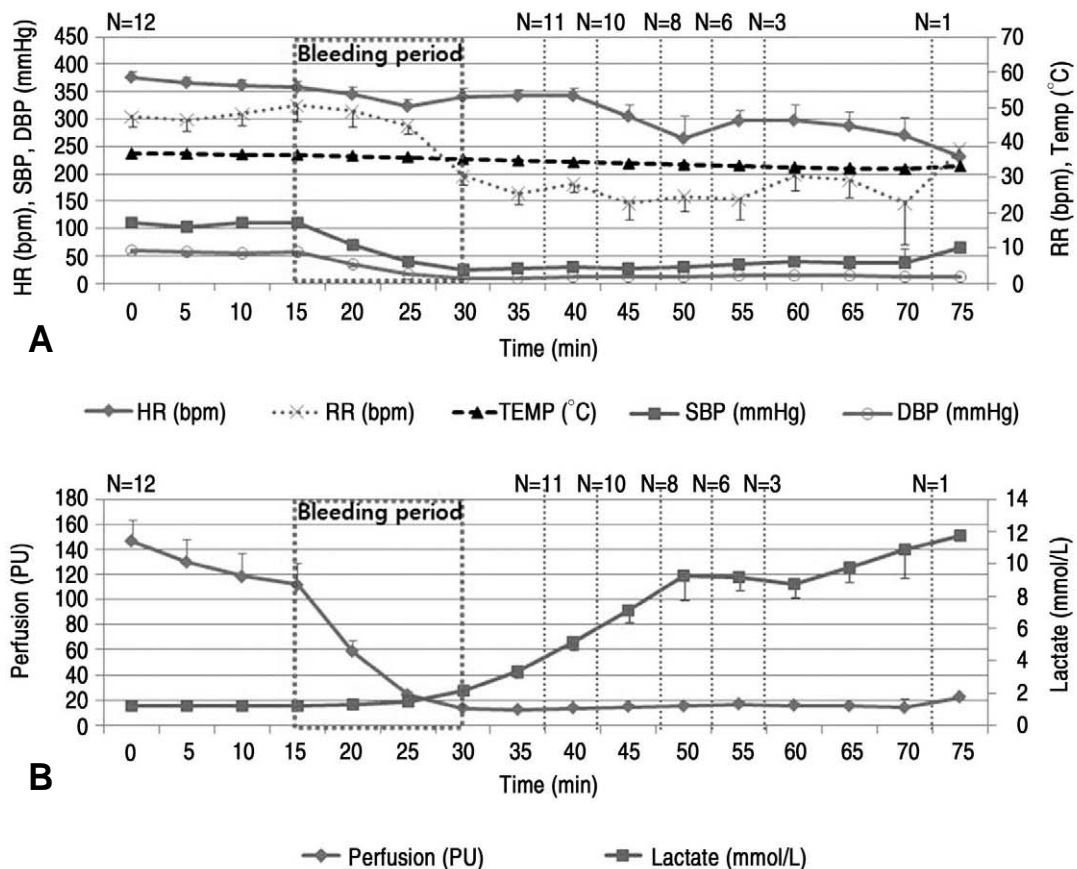 N=12 N=11 N=10 N=8 N=6 N=3 N=1
HR (bpm), SBP, DBP (mmHg)
450 400 350 300 250 200 150 100 50 0
Bleeding period
70 60 50 40 30 20 10 0
RR (bpm), Temp (°C)
0 5 10 15 20 25 30 35 40 45 50 55 60 65 70 75
Time (min)
A
HR (bpm) RR (bpm) TEMP (°C) SBP (mmHg) DBP (mmHg)
N=12 N=11 N=10 N=8 N=6 N=3 N=1
Perfusion (PU)
180 160 140 120 100 80 60 40 20 0
Bleeding period
14 12 10 8 6 4 2 0
Lactate (mmol/L)
0 5 10 15 20 25 30 35 40 45 50 55 60 65 70 75
Time (min)
B
Perfusion (PU) Lactate (mmol/L)